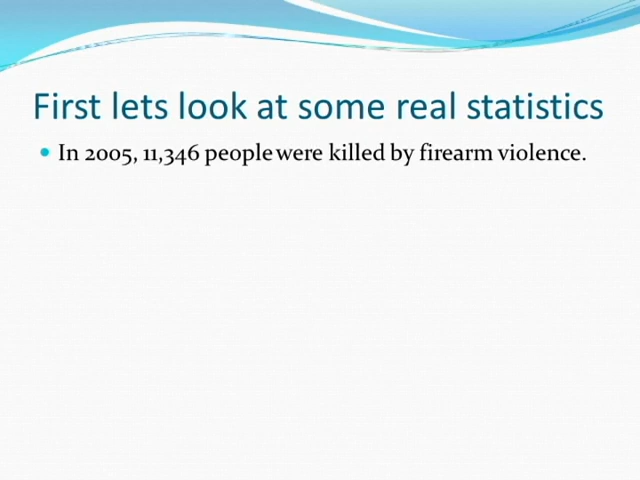 First lets look at some real statistics
In 2005, 11,346 people were killed by firearm violence.